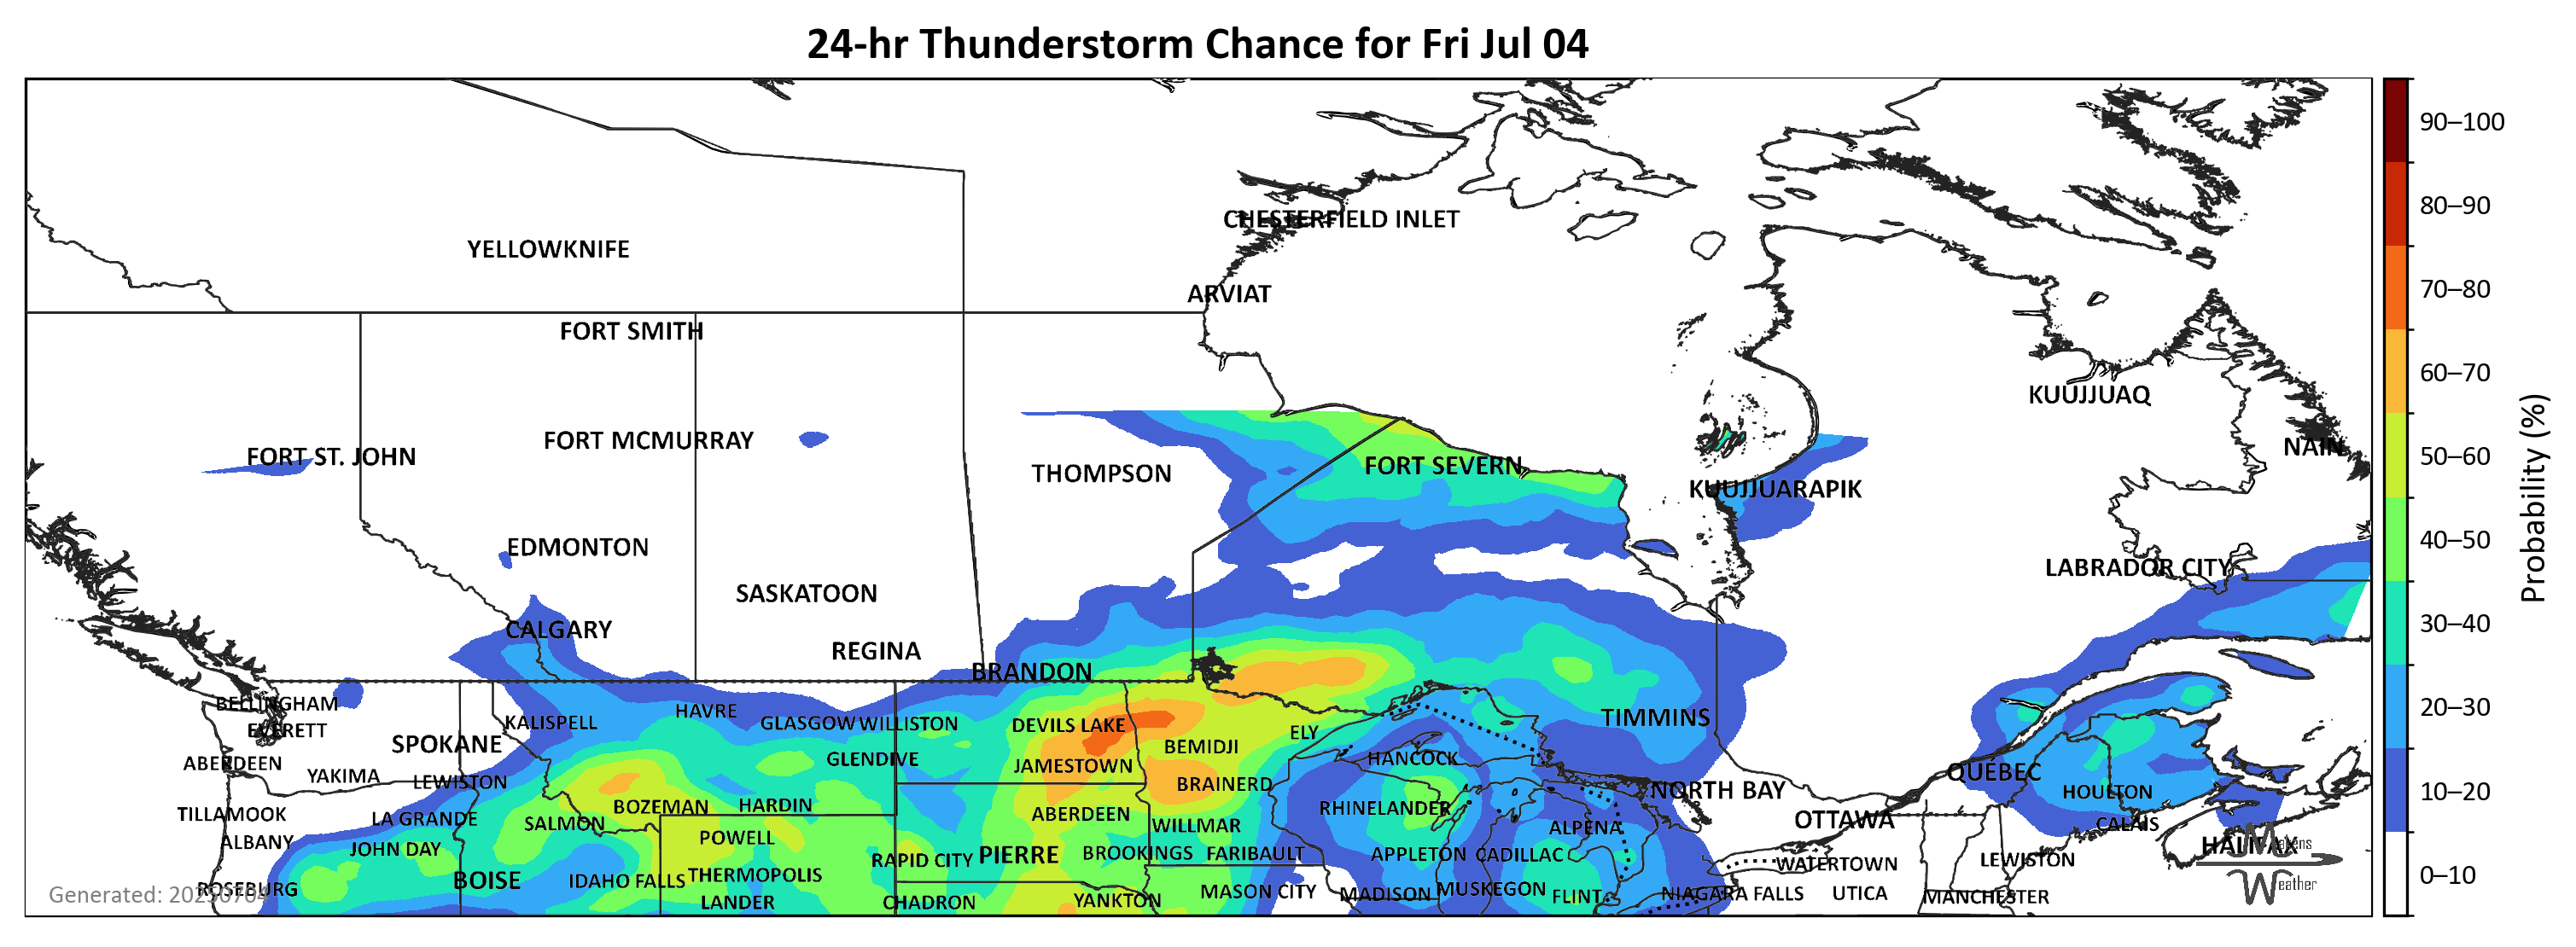 24-hr Thunderstorm Chance for Fri Jul 04
90–100
80–90
CHESTERFIELD INLET
YELLOWKNIFE
70–80
ARVIAT
FORT SMITH
60–70
KUUJJUAQ
FORT MCMURRAY
NAIN
FORT ST. JOHN
50–60
FORT SEVERN
THOMPSON
KUUJJUARAPIK
Probability (%)
EDMONTON
40–50
LABRADOR CITY
SASKATOON
CALGARY
30–40
REGINA
BRANDON
BELLINGHAM
HAVRE
20–30
TIMMINS
KALISPELL
GLASGOW
WILLISTON
DEVILS LAKE
EVERETT
ELY
SPOKANE
BEMIDJI
HANCOCK
GLENDIVE
ABERDEEN
JAMESTOWN
QUÉBEC
YAKIMA
LEWISTON
BRAINERD
NORTH BAY
HOULTON
10–20
BOZEMAN
HARDIN
RHINELANDER
TILLAMOOK
ABERDEEN
LA GRANDE
SALMON
WILLMAR
ALPENA
OTTAWA
CALAIS
ALBANY
POWELL
HALIFAX
Matens
Weather
JOHN DAY
RAPID CITY
PIERRE
BROOKINGS
FARIBAULT
APPLETON
CADILLAC
WATERTOWN
LEWISTON
BOISE
IDAHO FALLS
THERMOPOLIS
0–10
ROSEBURG
Generated: 20250704
MASON CITY
MADISON
MUSKEGON
FLINT
NIAGARA FALLS
UTICA
MANCHESTER
LANDER
CHADRON
YANKTON